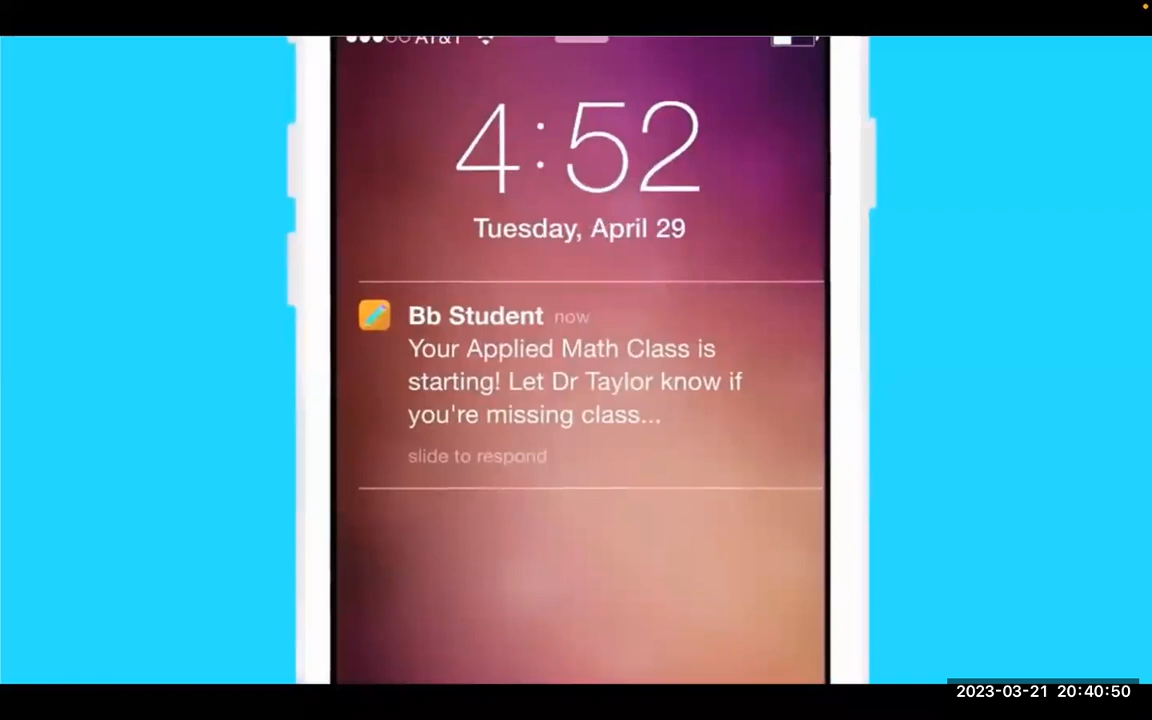 AT&T
4:52
Tuesday, April 29
Bb Student now
Your Applied Math Class is
starting! Let Dr Taylor know if
you're missing class...
slide to respond
2023-03-21 20:40:50